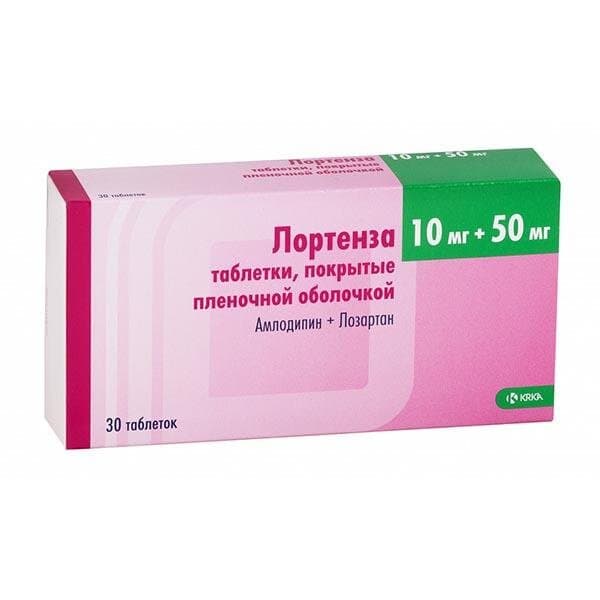 Лортенза
таблетки, покрытые
пленочной оболочкой
10 мг + 50 мг
30 таблеток
Лортенза
10 мг + 50 мг
таблетки, покрытые
пленочной оболочкой
Амлодипин + Лозартан
30 таблеток
KRKA